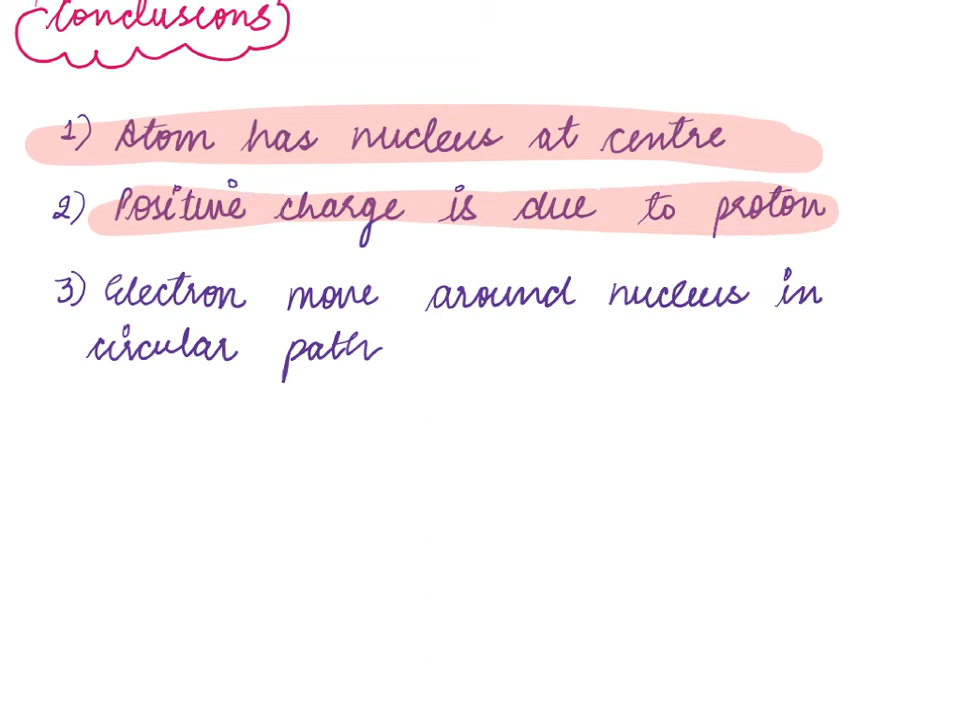 Conclusions
1) Atom has nucleus at centre
2) Positive charge is due to proton
3) Electron move around nucleus in
circular path